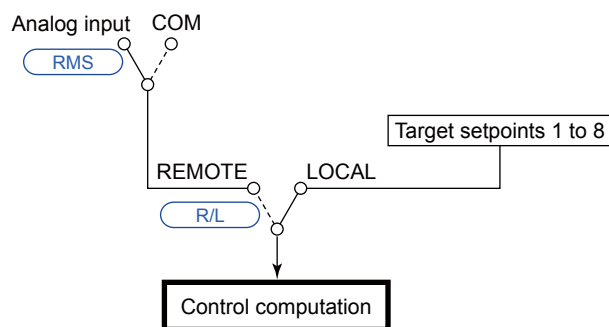 Analog input COM
RMS
Target setpoints 1 to 8
REMOTE LOCAL
R/L
Control computation